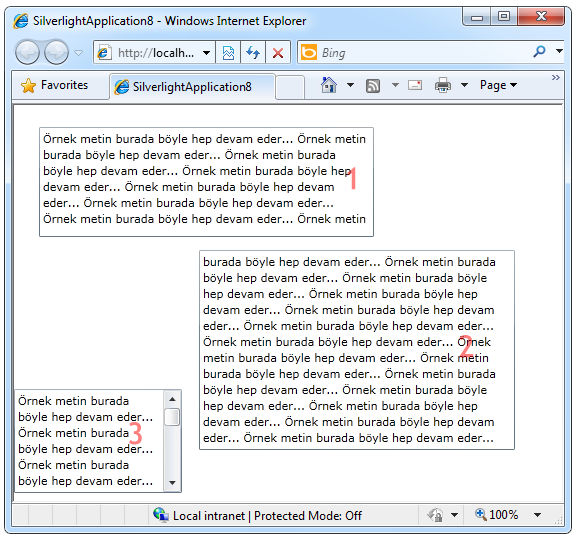 SilverlightApplication8 - Windows Internet Explorer
http://localh...
Bing
Favorites
SilverlightApplication8
Page
Örnek metin burada böyle hep devam eder... Örnek metin
burada böyle hep devam eder... Örnek metin burada
böyle hep devam eder... Örnek metin burada böyle hep
devam eder... Örnek metin burada böyle hep devam
eder... Örnek metin burada böyle hep devam eder...
Örnek metin burada böyle hep devam eder... Örnek metin
1
burada böyle hep devam eder... Örnek metin burada
böyle hep devam eder... Örnek metin burada böyle
hep devam eder... Örnek metin burada böyle hep
devam eder... Örnek metin burada böyle hep devam
eder... Örnek metin burada böyle hep devam eder...
Örnek metin burada böyle hep devam eder... Örnek
metin burada böyle hep devam eder... Örnek metin
burada böyle hep devam eder... Örnek metin burada
böyle hep devam eder... Örnek metin burada böyle
hep devam eder... Örnek metin burada böyle hep
devam eder... Örnek metin burada böyle hep devam
eder... Örnek metin burada böyle hep devam eder...
2
Örnek metin burada
böyle hep devam eder...
Örnek metin burada
böyle hep devam eder...
Örnek metin burada
böyle hep devam eder...
3
Local intranet | Protected Mode: Off
100%